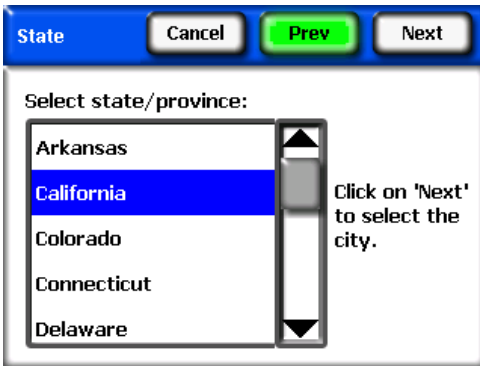 State
Cancel
Prev
Next
Select state/province:
Arkansas
California
Colorado
Connecticut
Delaware
Click on 'Next'
to select the
city.